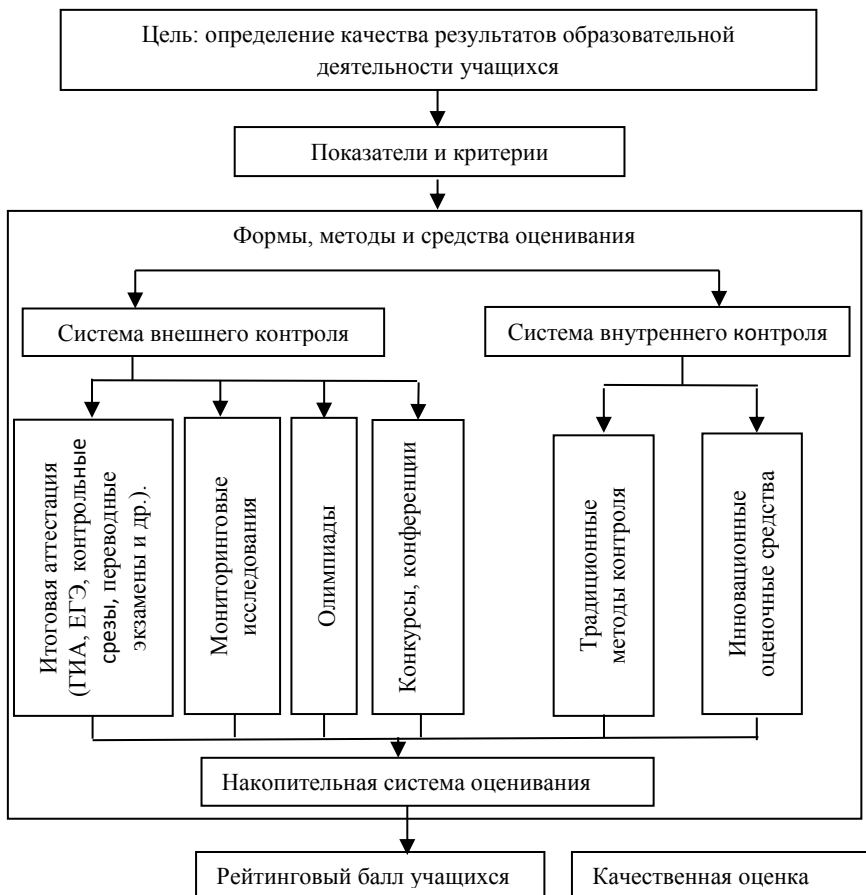 Цель: определение качества результатов образовательной
деятельности учащихся
Показатели и критерии
Формы, методы и средства оценивания
Система внешнего контроля
Система внутреннего контроля
Итоговая аттестация
(ГИА, ЕГЭ, контрольные
срезы, переводные
экзамены и др.).
Мониторинговые
исследования
Олимпиады
Конкурсы, конференции
Традиционные
методы контроля
Инновационные
оценочные средства
Накопительная система оценивания
Рейтинговый балл учащихся
Качественная оценка